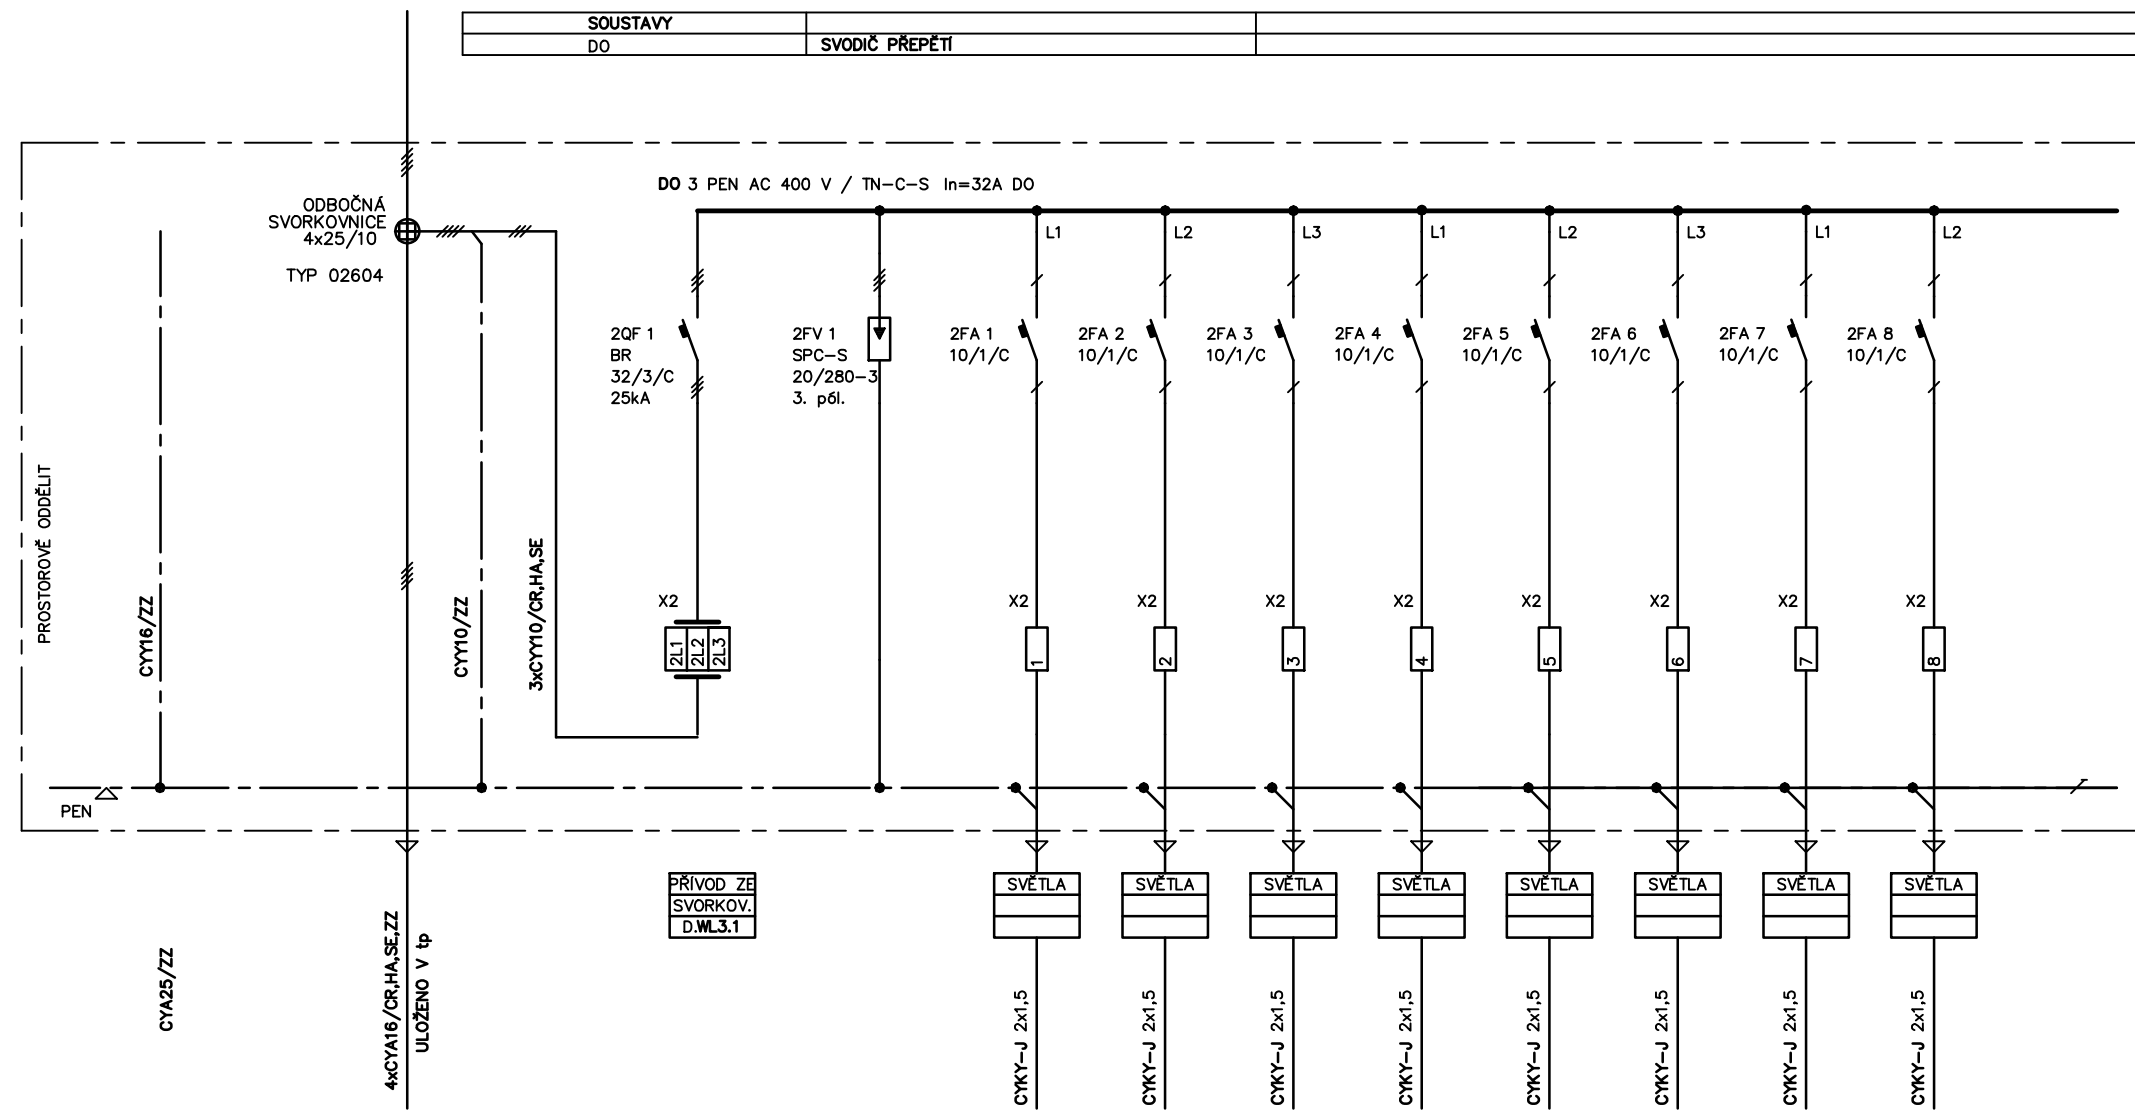 SOUSTAVY
DO SVODIČ PŘEPĚTÍ
DO 3 PEN AC 400 V / TN-C-S In=32A DO
ODBOČNÁ
SVORKOVNICE
4x25/10
TYP 02604
L1 L2 L3 L1 L2 L3 L1 L2
2QF 1
BR
32/3/C
25kA
2FV 1
SPC-S
20/280-3
3. pól.
2FA 1
10/1/C
2FA 2
10/1/C
2FA 3
10/1/C
2FA 4
10/1/C
2FA 5
10/1/C
2FA 6
10/1/C
2FA 7
10/1/C
2FA 8
10/1/C
PROSTOROVĚ ODDĚLIT
CYY16/ZZ
CYY10/ZZ
3xCYY10/CR,HA,SE
X2
2L1 2L2 2L3
X2 X2 X2 X2 X2 X2 X2 X2
1 2 3 4 5 6 7 8
PEN
PŘÍVOD ZE
SVORKOV.
D.WL3.1
SVĚTLA SVĚTLA SVĚTLA SVĚTLA SVĚTLA SVĚTLA SVĚTLA SVĚTLA
CYA25/ZZ
4xCYA16/CR,HA,SE,ZZ
ULOŽENO V tp
CYKY-J 2x1,5
CYKY-J 2x1,5
CYKY-J 2x1,5
CYKY-J 2x1,5
CYKY-J 2x1,5
CYKY-J 2x1,5
CYKY-J 2x1,5
CYKY-J 2x1,5